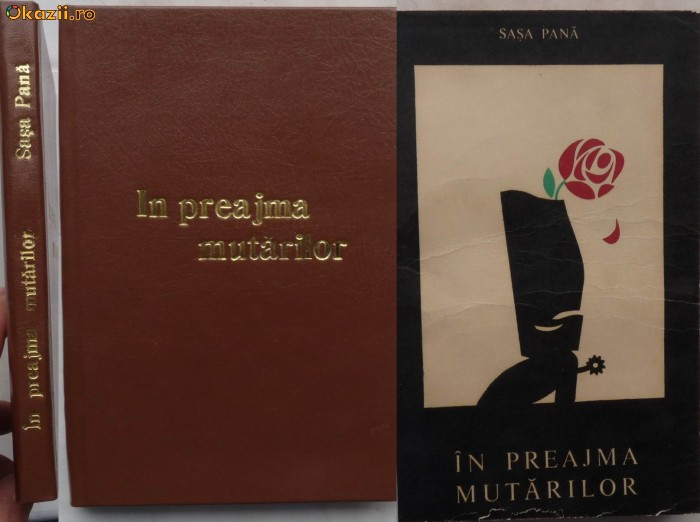 Okazii.ro
În preajma mutărilor Saşa Pană
In preajma
mutărilor
SAŞA PANĂ
ÎN PREAJMA
MUTĂRILOR